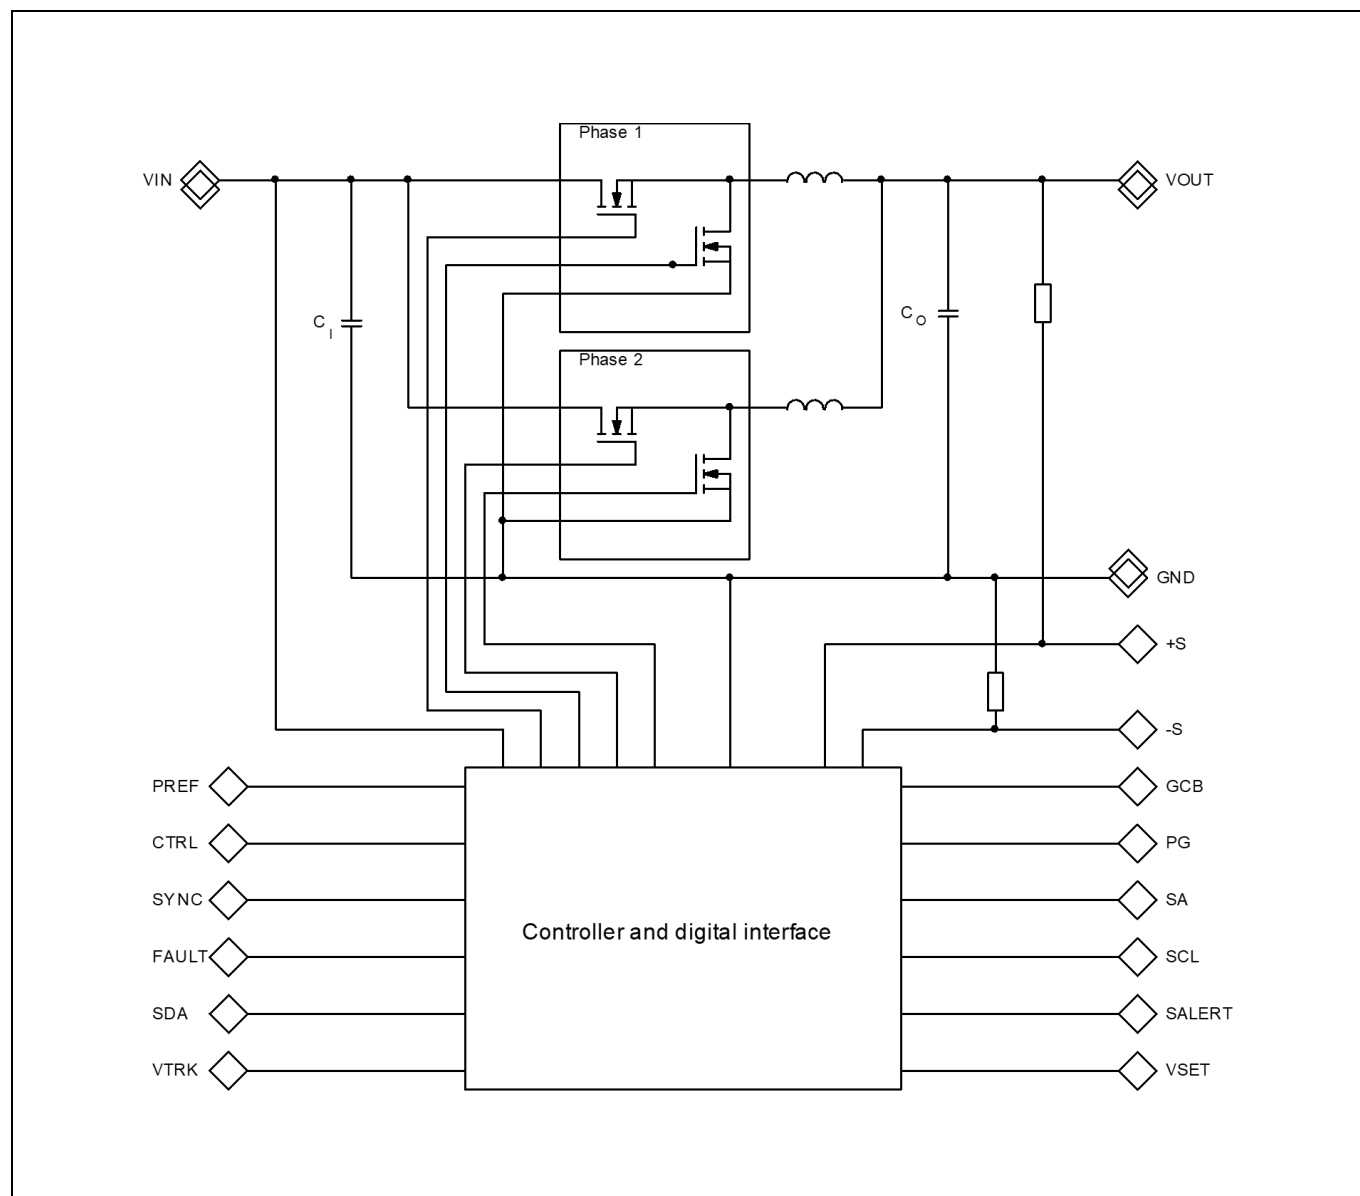 Phase 1
VIN
VOUT
C I
C O
Phase 2
GND
+S
-S
PREF
GCB
CTRL
PG
SYNC
SA
Controller and digital interface
FAULT
SCL
SDA
SALERT
VTRK
VSET